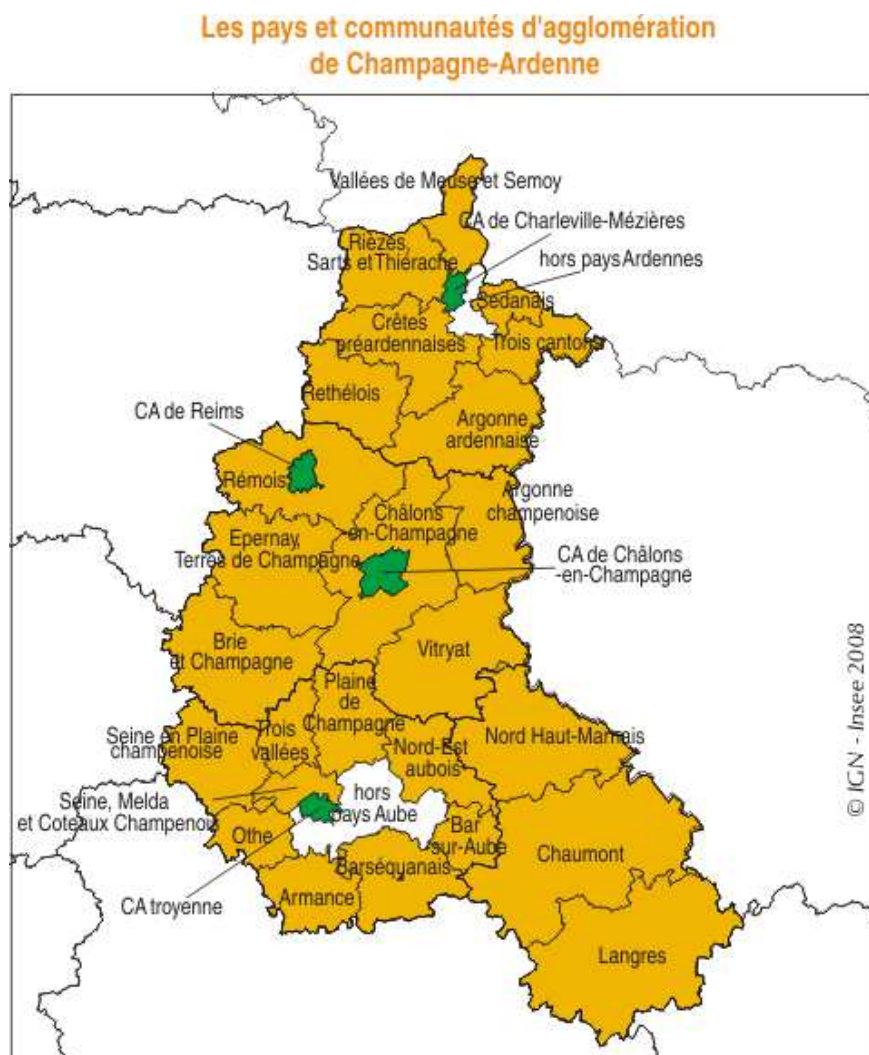 Les pays et communautés d'agglomération
de Champagne-Ardenne
Vallées de Meuse et Semoy
CA de Charleville-Mézières
Rièzes
Sarts et Thiérache
hors pays Ardennes
Sedanais
Crêtes
préardennaises
Trois cantons
Rethélois
CA de Reims
Argonne
ardennaise
Rémois
Argonne
champenoise
Châlons
-en-Champagne
Epernay,
Terres de Champagne
CA de Châlons
-en-Champagne
Brie
et Champagne
Vitryat
Plaine
de
Champagne
Seine en Plaine
champenoise
Trois
vallées
Nord-Est
aubois
Nord Haut-Marnais
Seine, Melda
et Coteaux Champenois
hors
pays Aube
Othe
Bar
sur-Aube
Chaumont
Barséquanais
Armance
CA troyenne
Langres
© IGN - Insee 2008